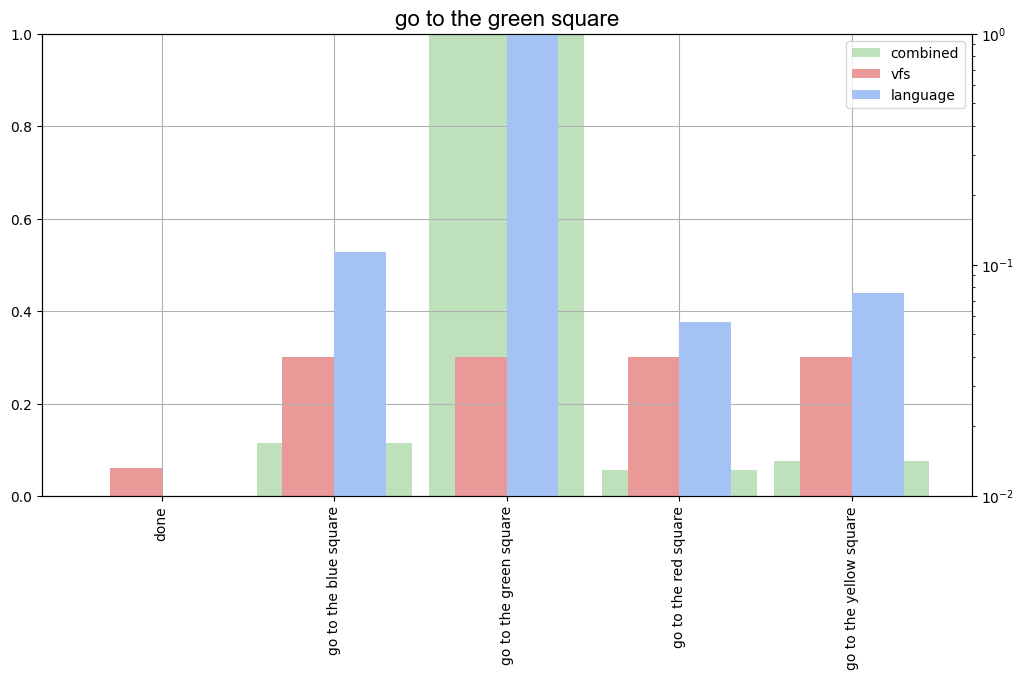 go to the green square
1.0
0.8
0.6
0.4
0.2
0.0
10⁰
10⁻¹
10⁻²
combined
vfs
language
done
go to the blue square
go to the green square
go to the red square
go to the yellow square